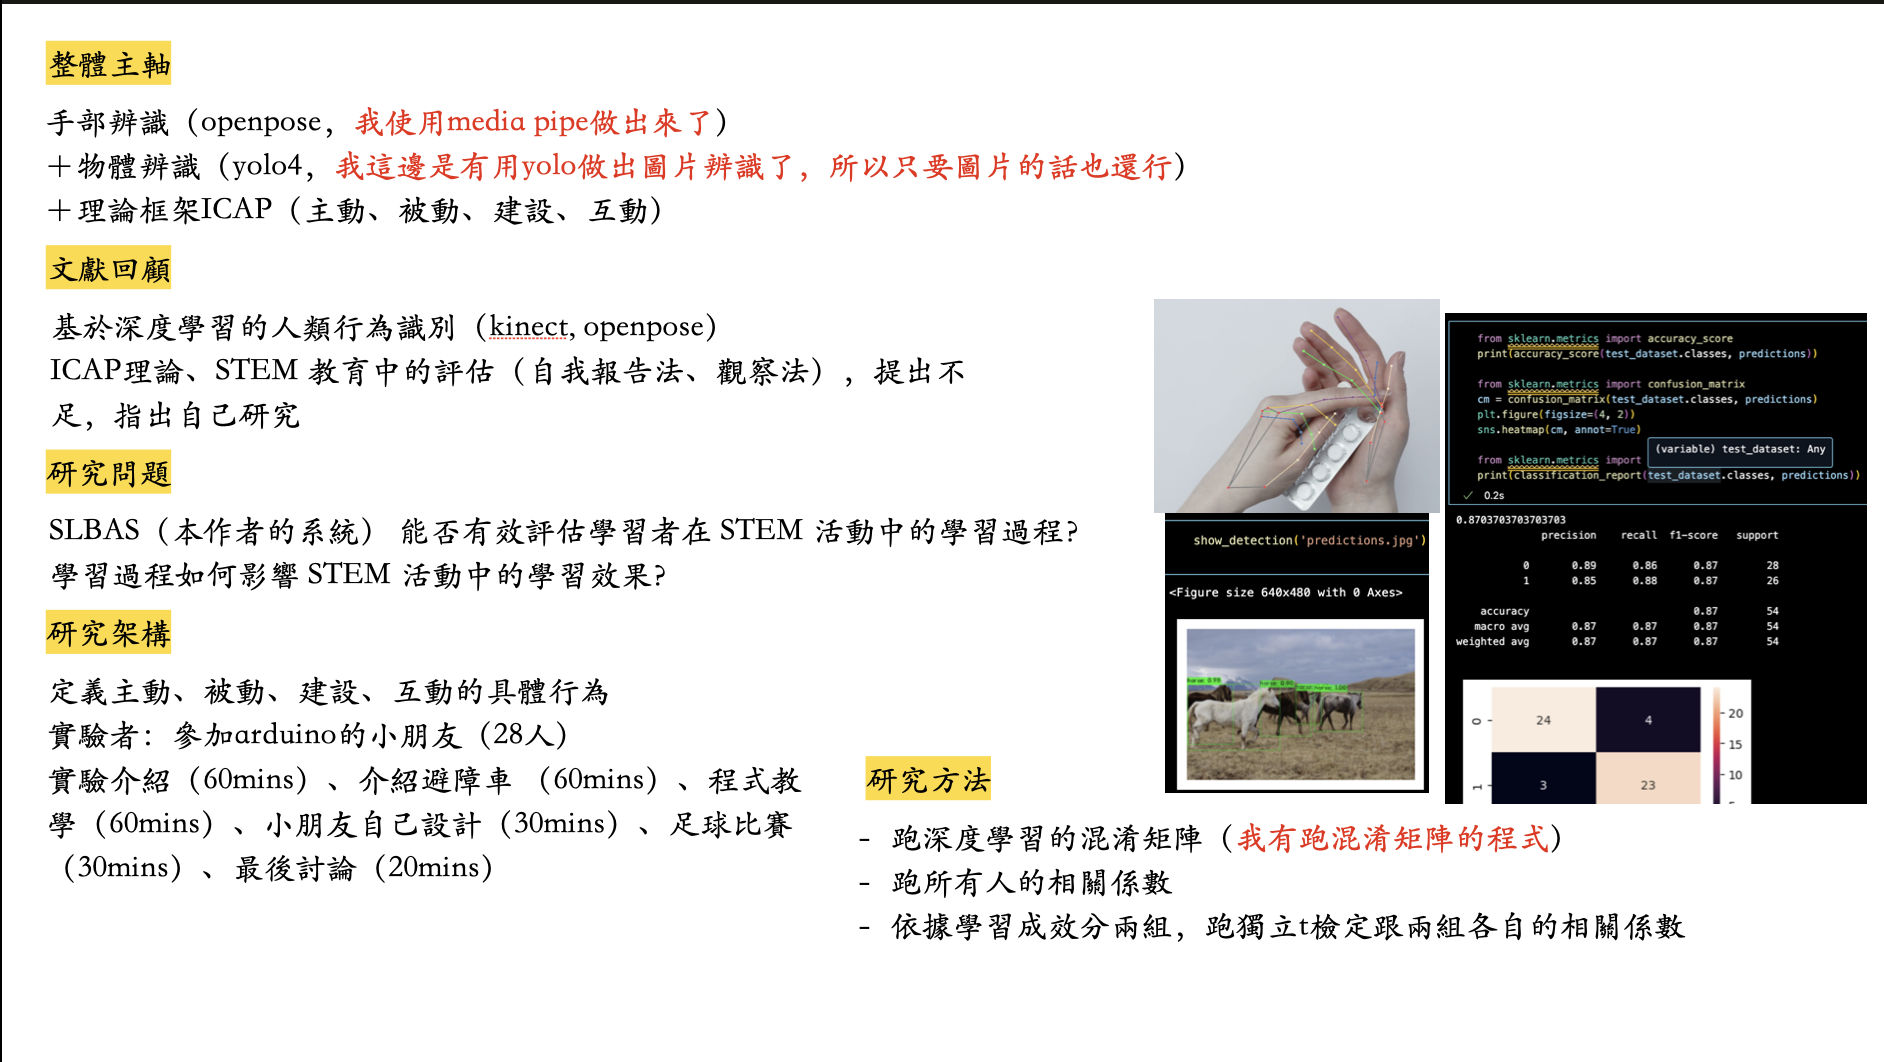 整體主軸
手部辨識（openpose，我使用media pipe做出來了）
＋物體辨識（yolo4，我這邊是有用yolo做出圖片辨識了，所以只要圖片的話也還行）
＋理論框架ICAP（主動、被動、建設、互動）
文獻回顧
基於深度學習的人類行為識別（kinect, openpose）
ICAP理論、STEM 教育中的評估（自我報告法、觀察法），提出不
足，指出自己研究
研究問題
SLBAS（本作者的系統） 能否有效評估學習者在 STEM 活動中的學習過程?
學習過程如何影響 STEM 活動中的學習效果?
研究架構
定義主動、被動、建設、互動的具體行為
實驗者：參加arduino的小朋友（28人）
實驗介紹（60mins）、介紹避障車 （60mins）、程式教
學（60mins）、小朋友自己設計（30mins）、足球比賽
（30mins）、最後討論（20mins）
show_detection('predictions.jpg')
<Figure size 640x480 with 0 Axes>
horse: 0.90
horse: 1.00
from sklearn.metrics import accuracy_score
print(accuracy_score(test_dataset.classes, predictions))
from sklearn.metrics import confusion_matrix
cm = confusion_matrix(test_dataset.classes, predictions)
plt.figure(figsize=(4, 2))
sns.heatmap(cm, annot=True)
(variable) test_dataset: Any
from sklearn.metrics import
print(classification_report(test_dataset.classes, predictions))
0.2s
0.8703703703703703
precision recall f1-score support
0 0.89 0.86 0.87 28
1 0.85 0.88 0.87 26
accuracy 0.87 54
macro avg 0.87 0.87 0.87 54
weighted avg 0.87 0.87 0.87 54
0 24 4
1 3 23
20
15
10
研究方法
- 跑深度學習的混淆矩陣（我有跑混淆矩陣的程式）
- 跑所有人的相關係數
- 依據學習成效分兩組，跑獨立t檢定跟兩組各自的相關係數